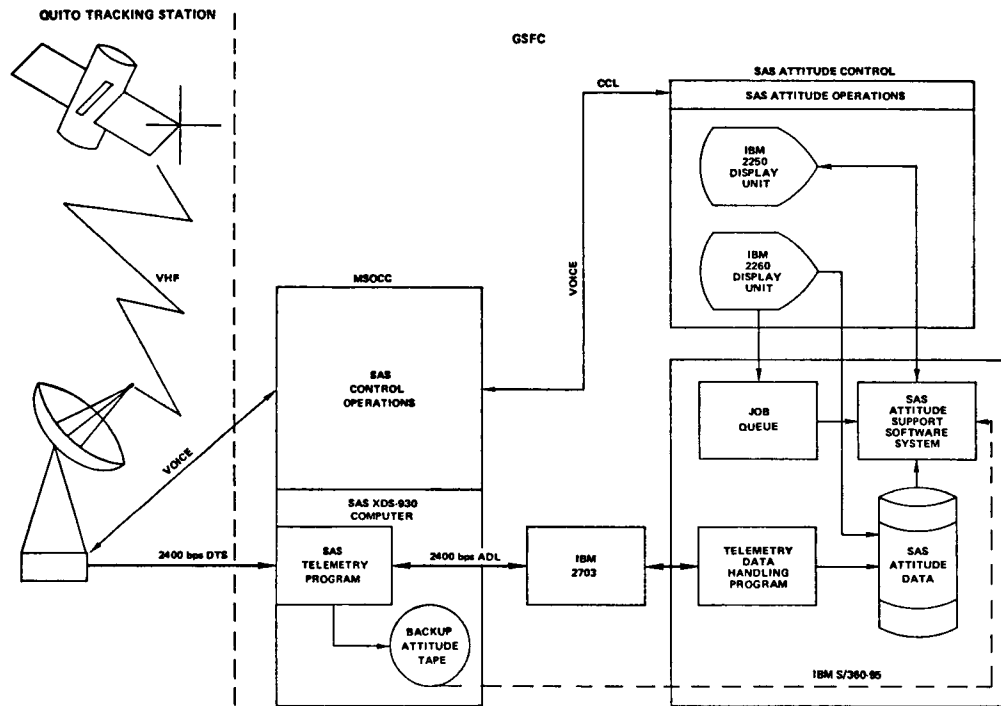 QUITO TRACKING STATION
GSFC
VHF
VOICE
2400 bps DTS
MSOCC
SAS
CONTROL
OPERATIONS
SAS XDS-930
COMPUTER
SAS
TELEMETRY
PROGRAM
BACKUP
ATTITUDE
TAPE
2400 bps ADL
IBM
2703
VOICE
CCL
SAS ATTITUDE CONTROL
SAS ATTITUDE OPERATIONS
IBM
2250
DISPLAY
UNIT
IBM
2260
DISPLAY
UNIT
JOB
QUEUE
SAS
ATTITUDE
SUPPORT
SOFTWARE
SYSTEM
TELEMETRY
DATA
HANDLING
PROGRAM
SAS
ATTITUDE
DATA
IBM S/360-95